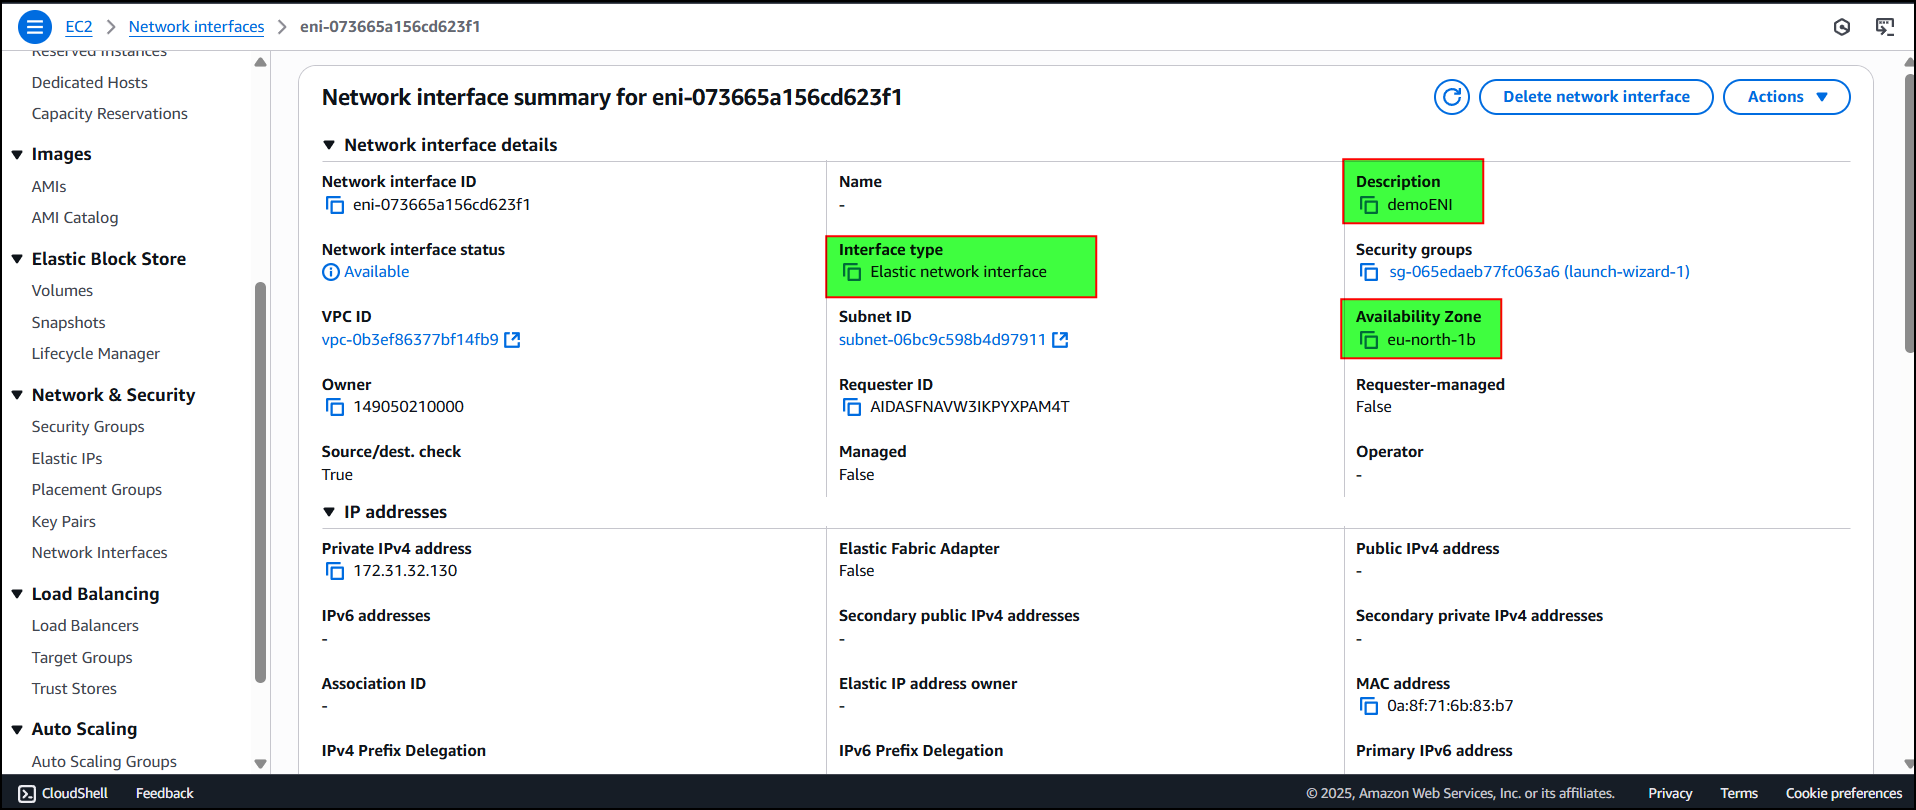 EC2 > Network interfaces > eni-073665a156cd623f1
Reserved Instances
Dedicated Hosts
Capacity Reservations
Images
AMIs
AMI Catalog
Elastic Block Store
Volumes
Snapshots
Lifecycle Manager
Network & Security
Security Groups
Elastic IPs
Placement Groups
Key Pairs
Network Interfaces
Load Balancing
Load Balancers
Target Groups
Trust Stores
Auto Scaling
Auto Scaling Groups
Network interface summary for eni-073665a156cd623f1
Delete network interface
Actions
Network interface details
Network interface ID
eni-073665a156cd623f1
Name
-
Description
demoENI
Network interface status
Available
Interface type
Elastic network interface
Security groups
sg-065edaeb77fc063a6 (launch-wizard-1)
VPC ID
vpc-0b3ef86377bf14fb9
Subnet ID
subnet-06bc9c598b4d97911
Availability Zone
eu-north-1b
Owner
149050210000
Requester ID
AIDASFNAVW3IKPYXPAM4T
Requester-managed
False
Source/dest. check
True
Managed
False
Operator
-
IP addresses
Private IPv4 address
172.31.32.130
Elastic Fabric Adapter
False
Public IPv4 address
-
IPv6 addresses
-
Secondary public IPv4 addresses
-
Secondary private IPv4 addresses
-
Association ID
-
Elastic IP address owner
-
MAC address
0a:8f:71:6b:83:b7
IPv4 Prefix Delegation
IPv6 Prefix Delegation
Primary IPv6 address
CloudShell
Feedback
© 2025, Amazon Web Services, Inc. or its affiliates.
Privacy
Terms
Cookie preferences